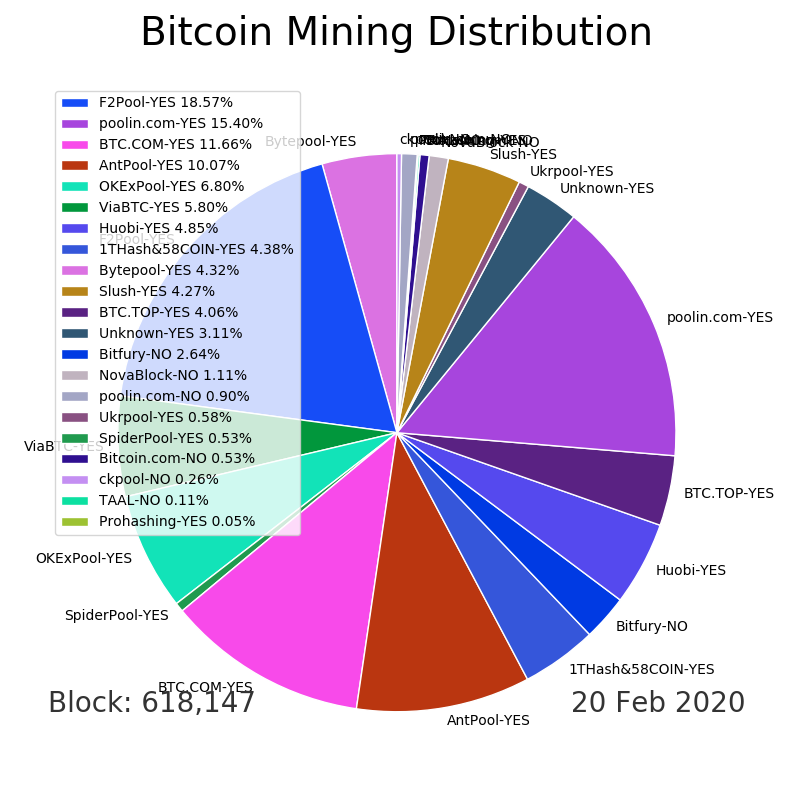 Bitcoin Mining Distribution
F2Pool-YES 18.57%
poolin.com-YES 15.40%
BTC.COM-YES 11.66%
AntPool-YES 10.07%
OKExPool-YES 6.80%
ViaBTC-YES 5.80%
Huobi-YES 4.85%
1THash&58COIN-YES 4.38%
Bytepool-YES 4.32%
Slush-YES 4.27%
BTC.TOP-YES 4.06%
Unknown-YES 3.11%
Bitfury-NO 2.64%
NovaBlock-NO 1.11%
poolin.com-NO 0.90%
Ukrpool-YES 0.58%
SpiderPool-YES 0.53%
Bitcoin.com-NO 0.53%
ckpool-NO 0.26%
TAAL-NO 0.11%
Prohashing-YES 0.05%
Bytepool-YES
Slush-YES
Ukrpool-YES
Unknown-YES
F2Pool-YES
poolin.com-YES
ViaBTC-YES
BTC.TOP-YES
OKExPool-YES
Huobi-YES
SpiderPool-YES
Bitfury-NO
1THash&58COIN-YES
BTC.COM-YES
AntPool-YES
Block: 618,147
20 Feb 2020